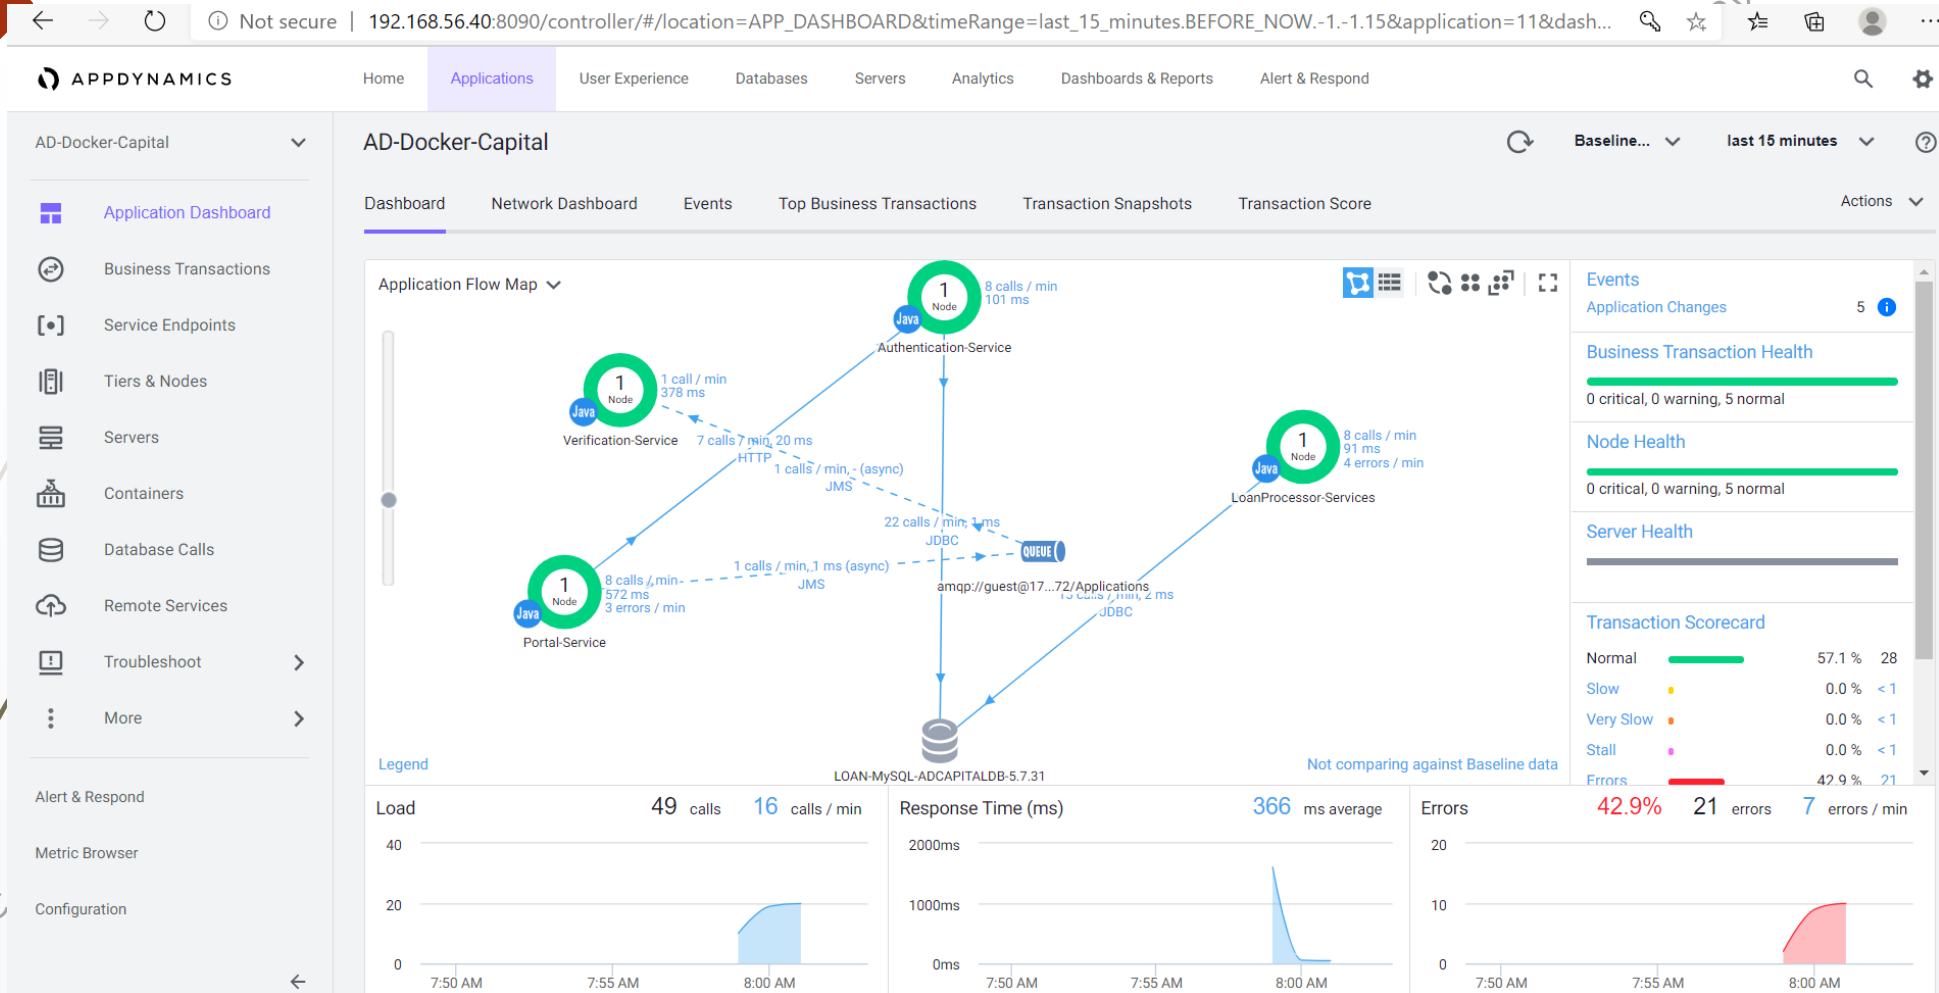 Not secure
192.168.56.40:8090/controller/#/location=APP_DASHBOARD&timeRange=last_15_minutes.BEFORE_NOW.-1.-1.15&application=11&dash...
APPDYNAMICS
Home
Applications
User Experience
Databases
Servers
Analytics
Dashboards & Reports
Alert & Respond
AD-Docker-Capital
Application Dashboard
Business Transactions
Service Endpoints
Tiers & Nodes
Servers
Containers
Database Calls
Remote Services
Troubleshoot
More
Alert & Respond
Metric Browser
Configuration
AD-Docker-Capital
Baseline...
last 15 minutes
Dashboard
Network Dashboard
Events
Top Business Transactions
Transaction Snapshots
Transaction Score
Actions
Application Flow Map
1
Node
Java
8 calls / min
101 ms
Authentication-Service
1
Node
Java
1 call / min
378 ms
Verification-Service
7 calls / min, 20 ms
HTTP
1 calls / min, - (async)
JMS
1
Node
Java
8 calls / min
91 ms
4 errors / min
LoanProcessor-Services
22 calls / min, 1 ms
JDBC
QUEUE
amqp://guest@17...72/Applications
1 calls / min, 1 ms (async)
JMS
1
Node
Java
8 calls / min
572 ms
3 errors / min
Portal-Service
15 calls / min, 2 ms
JDBC
LOAN-MySQL-ADCAPITALDB-5.7.31
Legend
Not comparing against Baseline data
Events
Application Changes 5
Business Transaction Health
0 critical, 0 warning, 5 normal
Node Health
0 critical, 0 warning, 5 normal
Server Health
Transaction Scorecard
Normal 57.1 % 28
Slow 0.0 % < 1
Very Slow 0.0 % < 1
Stall 0.0 % < 1
Errors 42.9 % 21
Load 49 calls 16 calls / min
40
20
0
7:50 AM 7:55 AM 8:00 AM
Response Time (ms) 366 ms average
2000ms
1000ms
0ms
7:50 AM 7:55 AM 8:00 AM
Errors 42.9% 21 errors 7 errors / min
20
10
0
7:50 AM 7:55 AM 8:00 AM